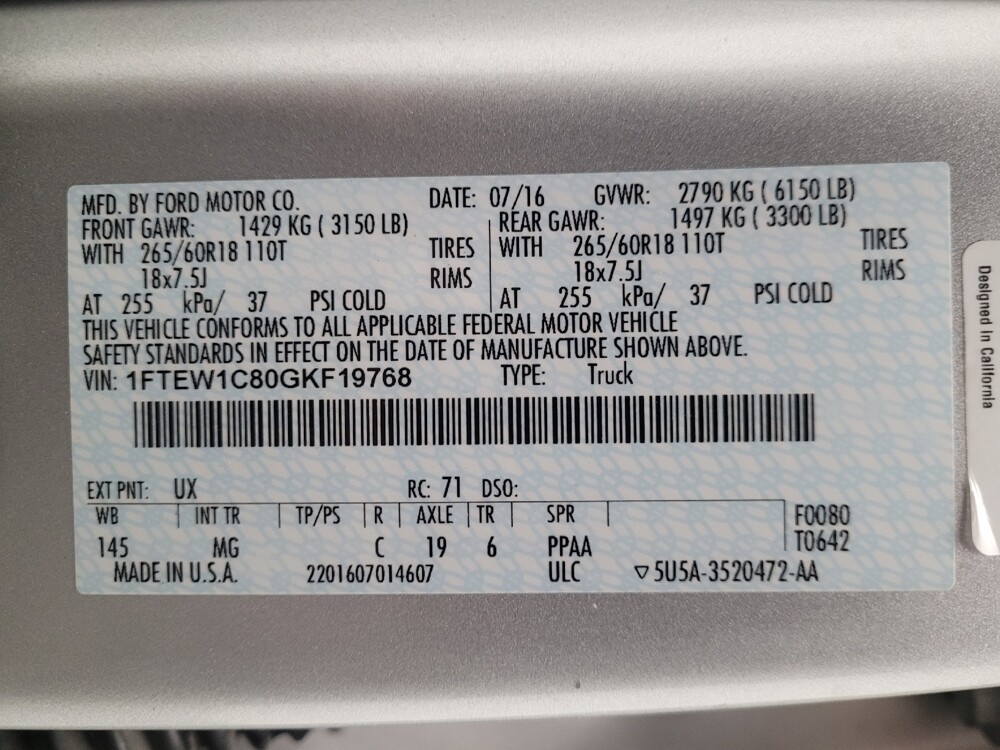 MFD. BY FORD MOTOR CO. DATE: 07/16 GVWR: 2790 KG ( 6150 LB)
FRONT GAWR: 1429 KG ( 3150 LB) REAR GAWR: 1497 KG ( 3300 LB)
WITH 265/60R18 110T TIRES WITH 265/60R18 110T TIRES
18x7.5J RIMS 18x7.5J RIMS
AT 255 kPa/ 37 PSI COLD AT 255 kPa/ 37 PSI COLD
THIS VEHICLE CONFORMS TO ALL APPLICABLE FEDERAL MOTOR VEHICLE
SAFETY STANDARDS IN EFFECT ON THE DATE OF MANUFACTURE SHOWN ABOVE.
VIN: 1FTEW1C80GKF19768 TYPE: Truck
EXT PNT: UX RC: 71 DSO:
WB INT TR TP/PS R AXLE TR SPR F0080
145 MG C 19 6 PPAA T0642
MADE IN U.S.A. 2201607014607 ULC ▽5U5A-3520472-AA
Designed In California